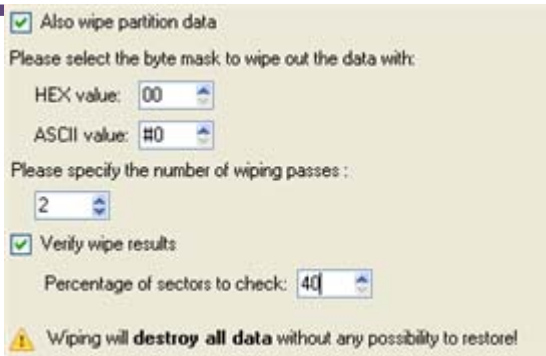 Also wipe partition data
Please select the byte mask to wipe out the data with:
HEX value: 00
ASCII value: #0
Please specify the number of wiping passes :
2
Verify wipe results
Percentage of sectors to check: 40
Wiping will destroy all data without any possibility to restore!